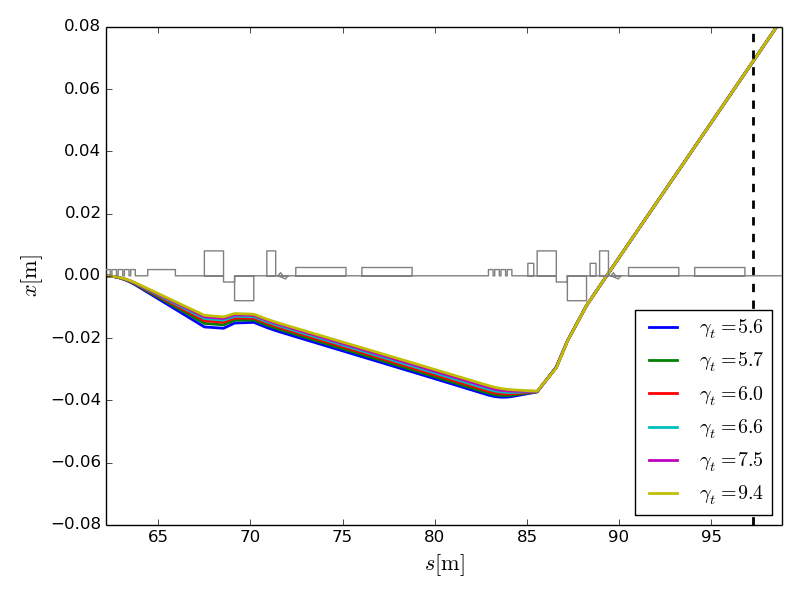 0.08
0.06
0.04
0.02
0.00
−0.02
−0.04
−0.06
−0.08
x[m]
γt = 5.6
γt = 5.7
γt = 6.0
γt = 6.6
γt = 7.5
γt = 9.4
65 70 75 80 85 90 95
s[m]